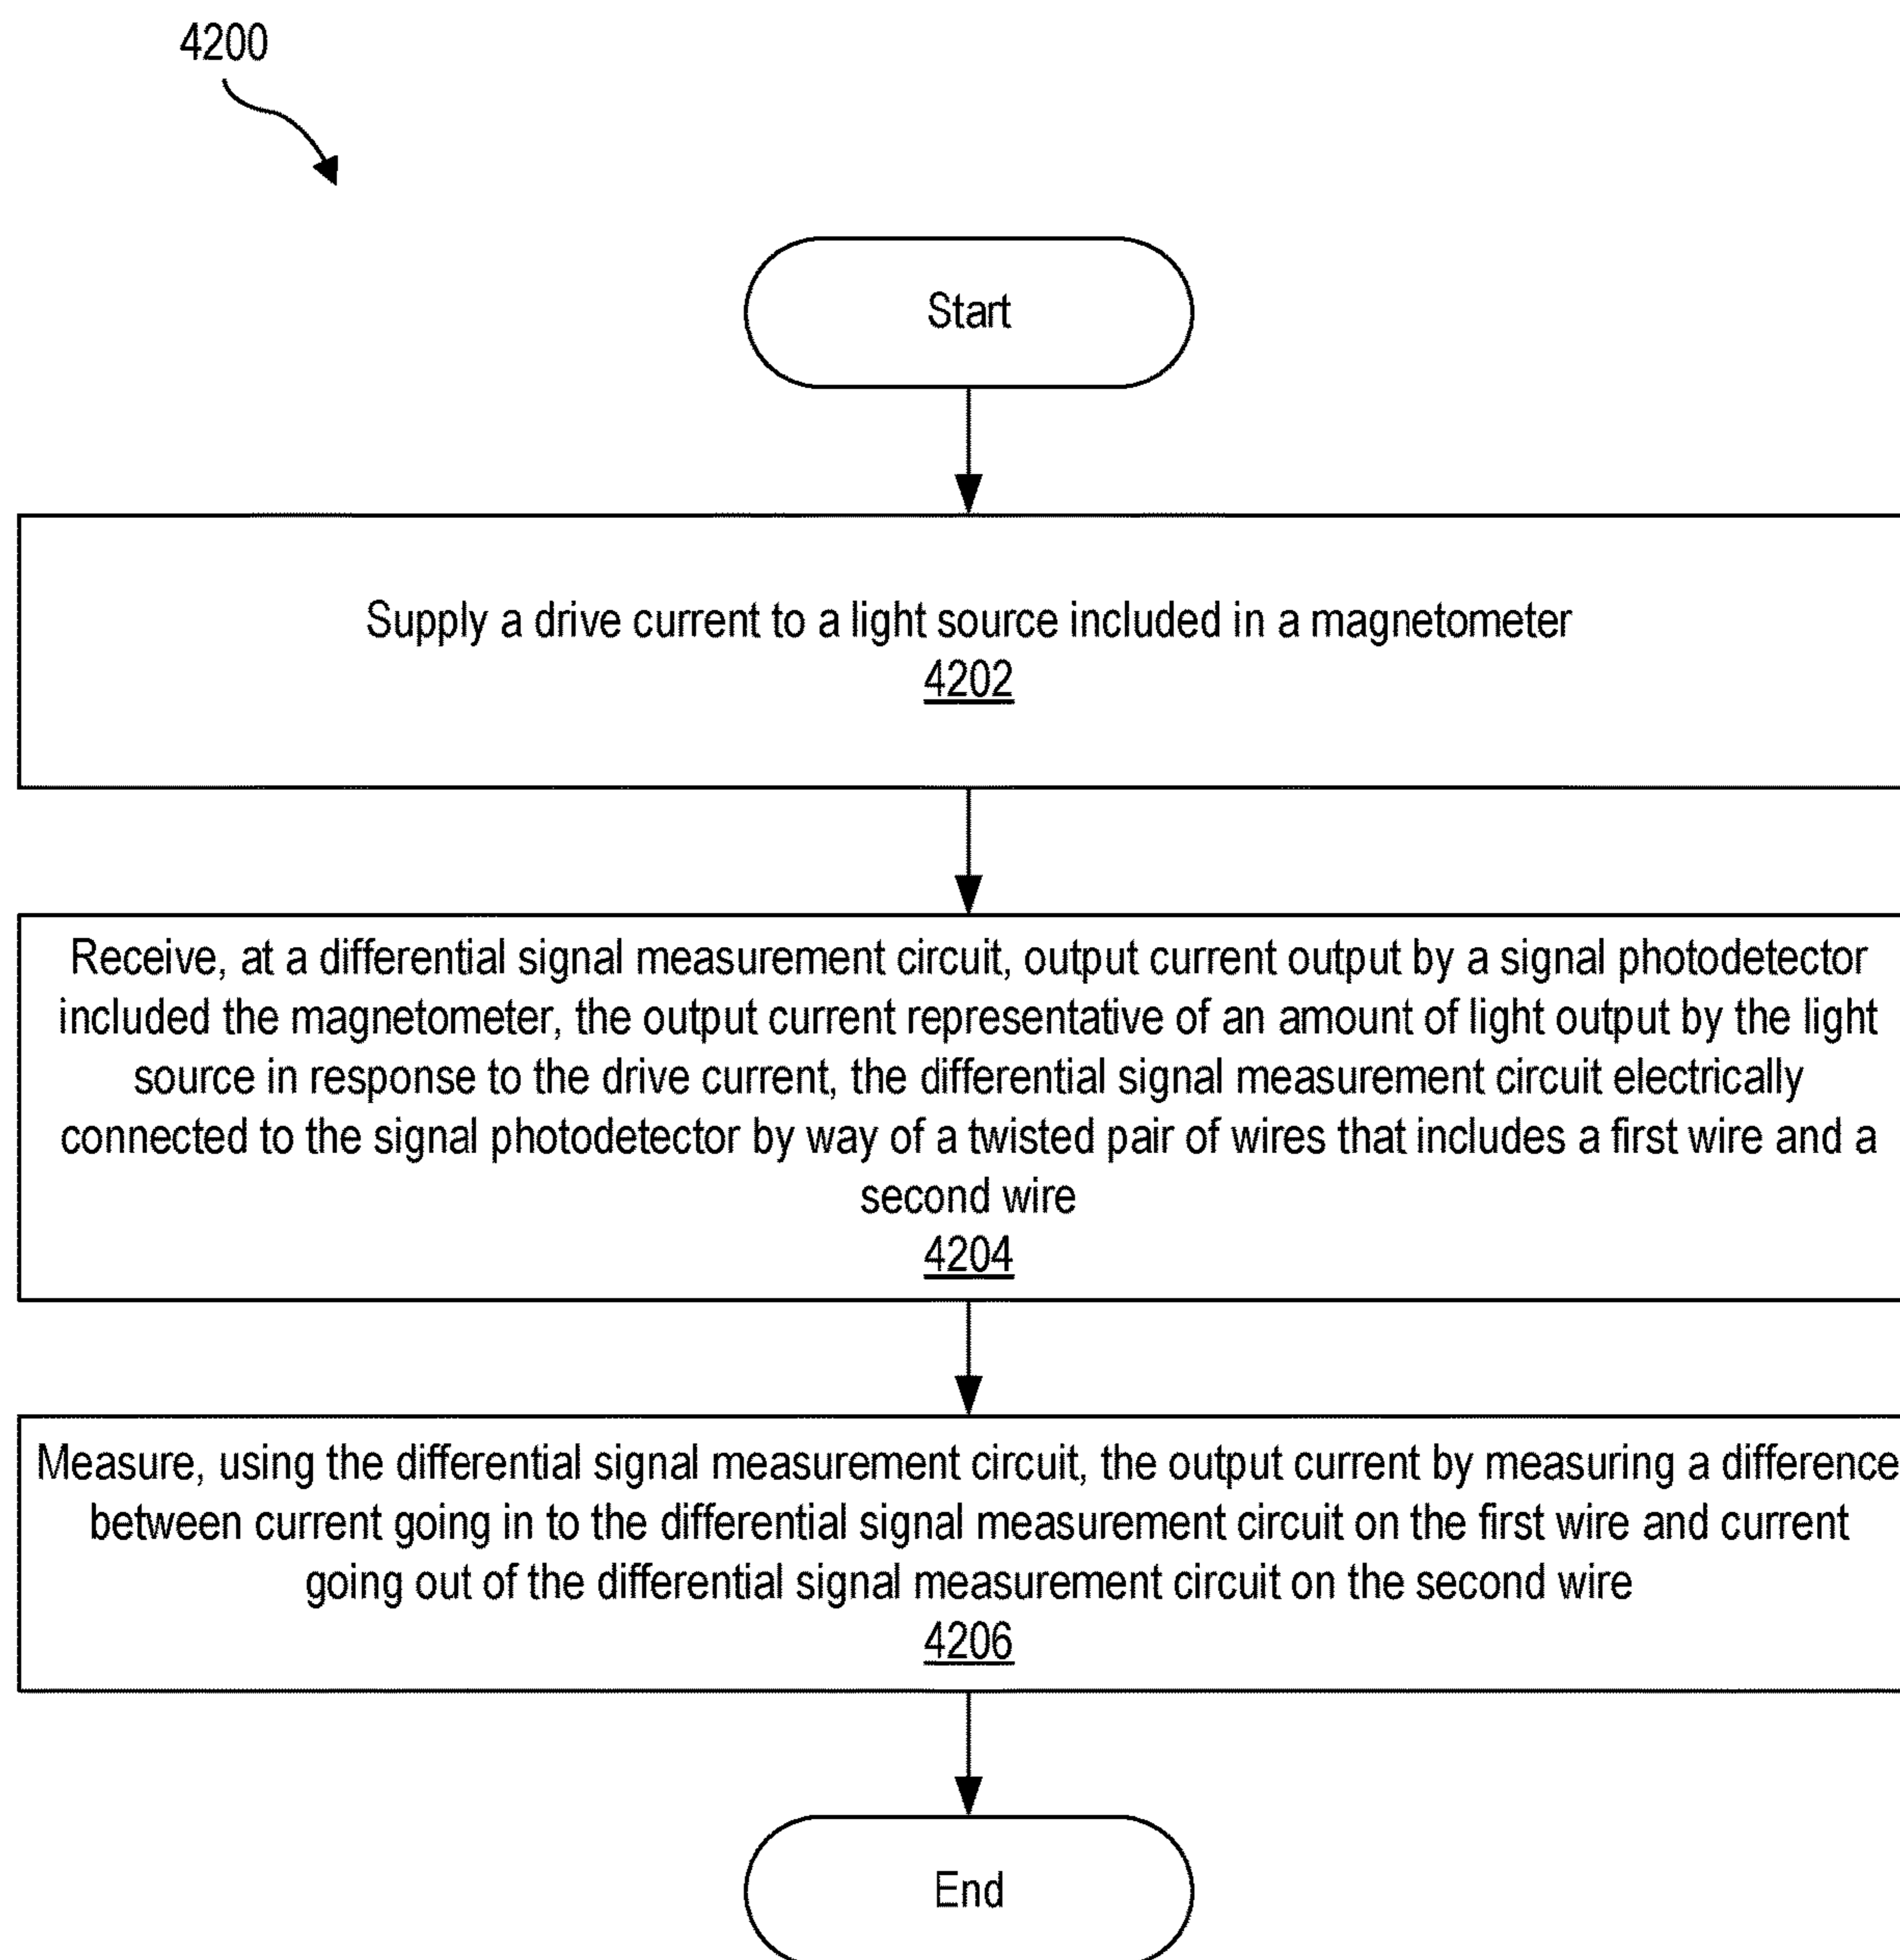 4200
Start
Supply a drive current to a light source included in a magnetometer
4202
Receive, at a differential signal measurement circuit, output current output by a signal photodetector
included the magnetometer, the output current representative of an amount of light output by the light
source in response to the drive current, the differential signal measurement circuit electrically
connected to the signal photodetector by way of a twisted pair of wires that includes a first wire and a
second wire
4204
Measure, using the differential signal measurement circuit, the output current by measuring a difference
between current going in to the differential signal measurement circuit on the first wire and current
going out of the differential signal measurement circuit on the second wire
4206
End